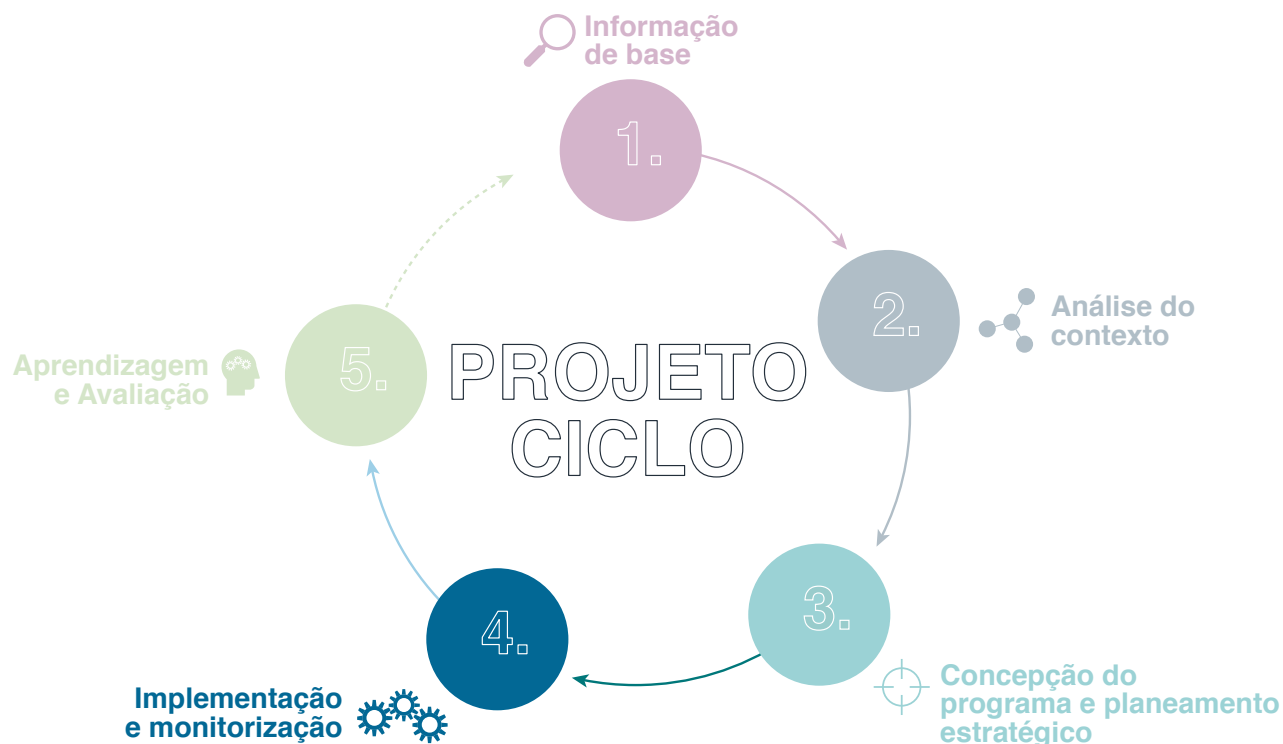 Informação
de base
1.
2.
Análise do
contexto
PROJETO
CICLO
3.
Concepção do
programa e planeamento
estratégico
4.
Implementação
e monitorização
5.
Aprendizagem
e Avaliação